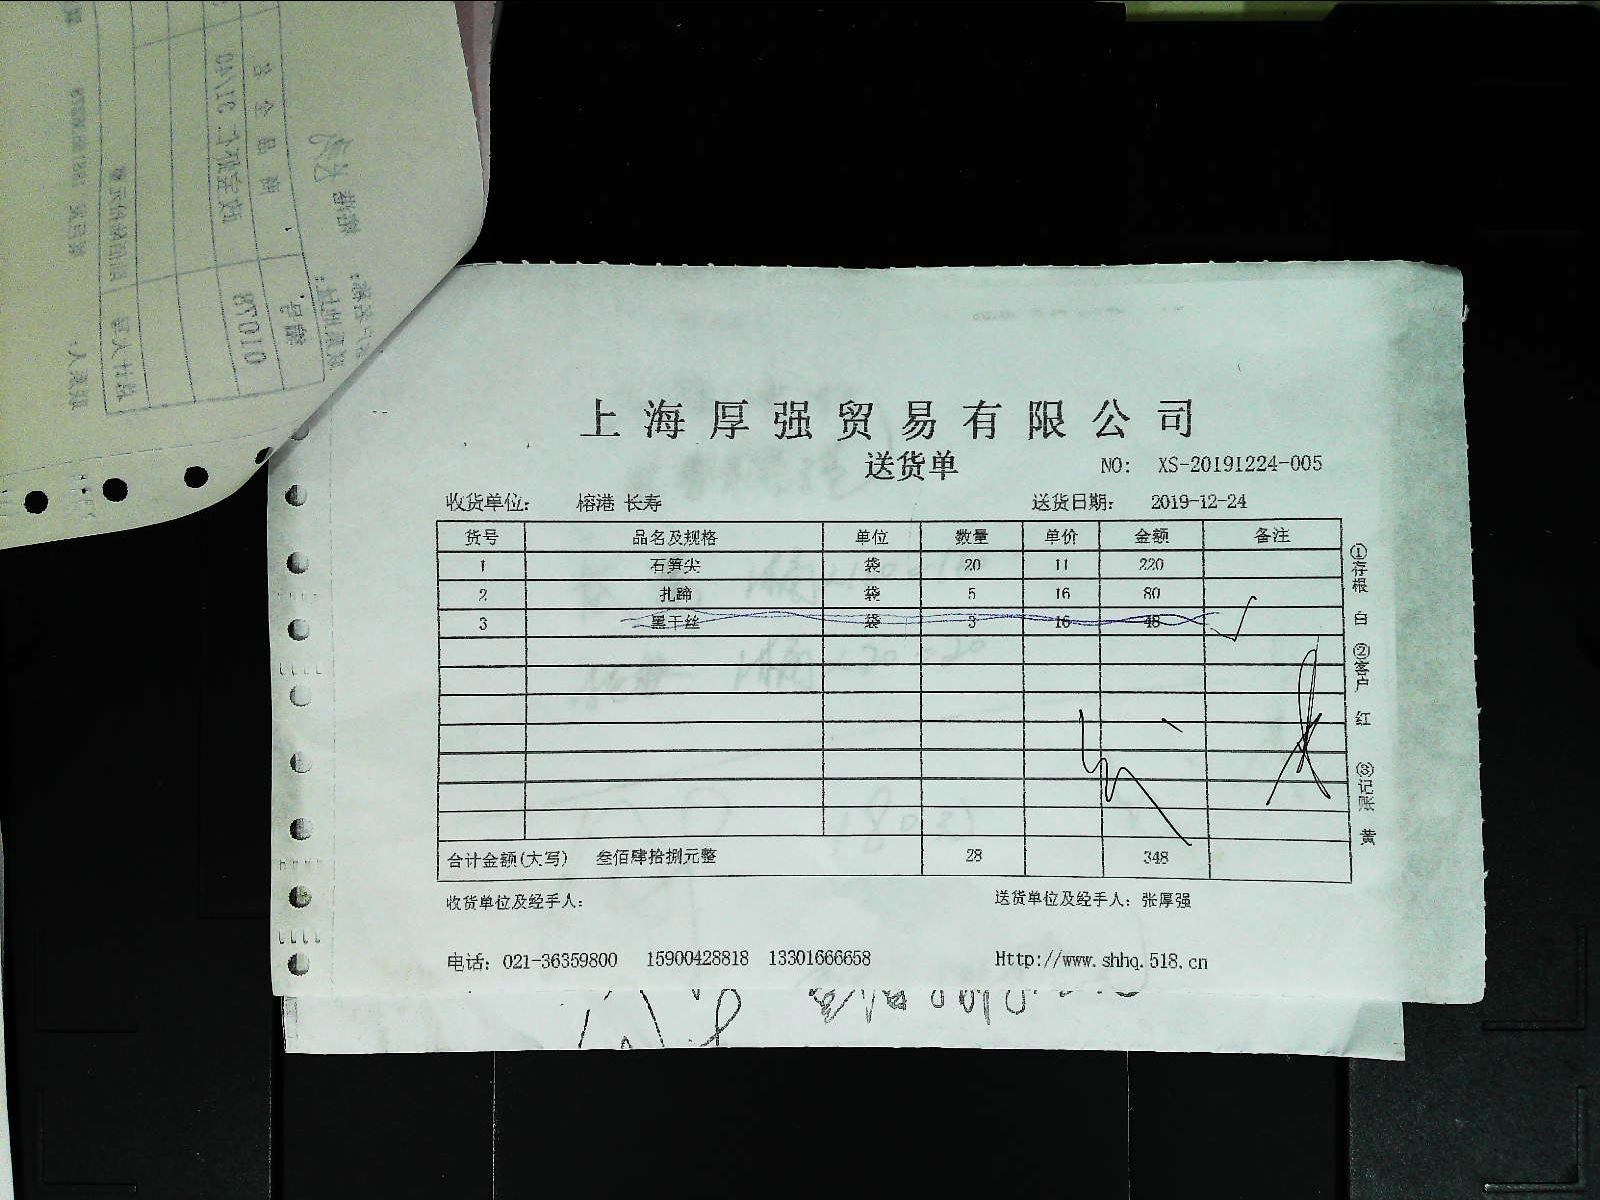 上海厚强贸易有限公司
送货单
NO: XS-20191224-005
收货单位: 榕港 长寿 送货日期: 2019-12-24
货号 品名及规格 单位 数量 单价 金额 备注
1 石笋尖 袋 20 11 220
2 扎蹄 袋 5 16 80
3 黑干丝 袋 3 16 48
合计金额(大写) 叁佰肆拾捌元整 28 348
①存根 白 ②客户 红 ③记账 黄
收货单位及经手人: 送货单位及经手人: 张厚强
电话: 021-36359800 15900428818 13301666658 Http://www.shhq.518.cn